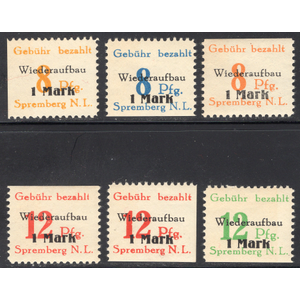 Gebühr bezahlt
Wiederaufbau
8 Pfg.
1 Mark
Spremberg N.L.
Gebühr bezahlt
Wiederaufbau
8 Pfg.
1 Mark
Spremberg N.L.
Gebühr bezahlt
Wiederaufbau
8 Pfg.
1 Mark
Spremberg N.L.
Gebühr bezahlt
Wiederaufbau
12 Pfg.
1 Mark
Spremberg N.L.
Gebühr bezahlt
Wiederaufbau
12 Pfg.
1 Mark
Spremberg N.L.
Gebühr bezahlt
Wiederaufbau
12 Pfg.
1 Mark
Spremberg N.L.